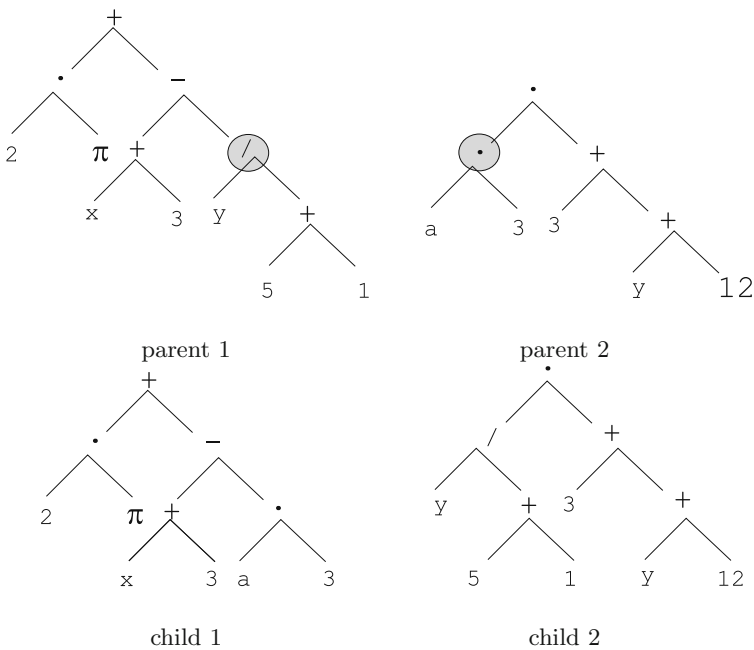 +
· −
·
2 π + / · +
x 3 y + a 3 3 +
5 1 y 12
parent 1 parent 2
+ ·
· − / +
2 π + · y + 3 +
x 3 a 3 5 1 y 12
child 1 child 2